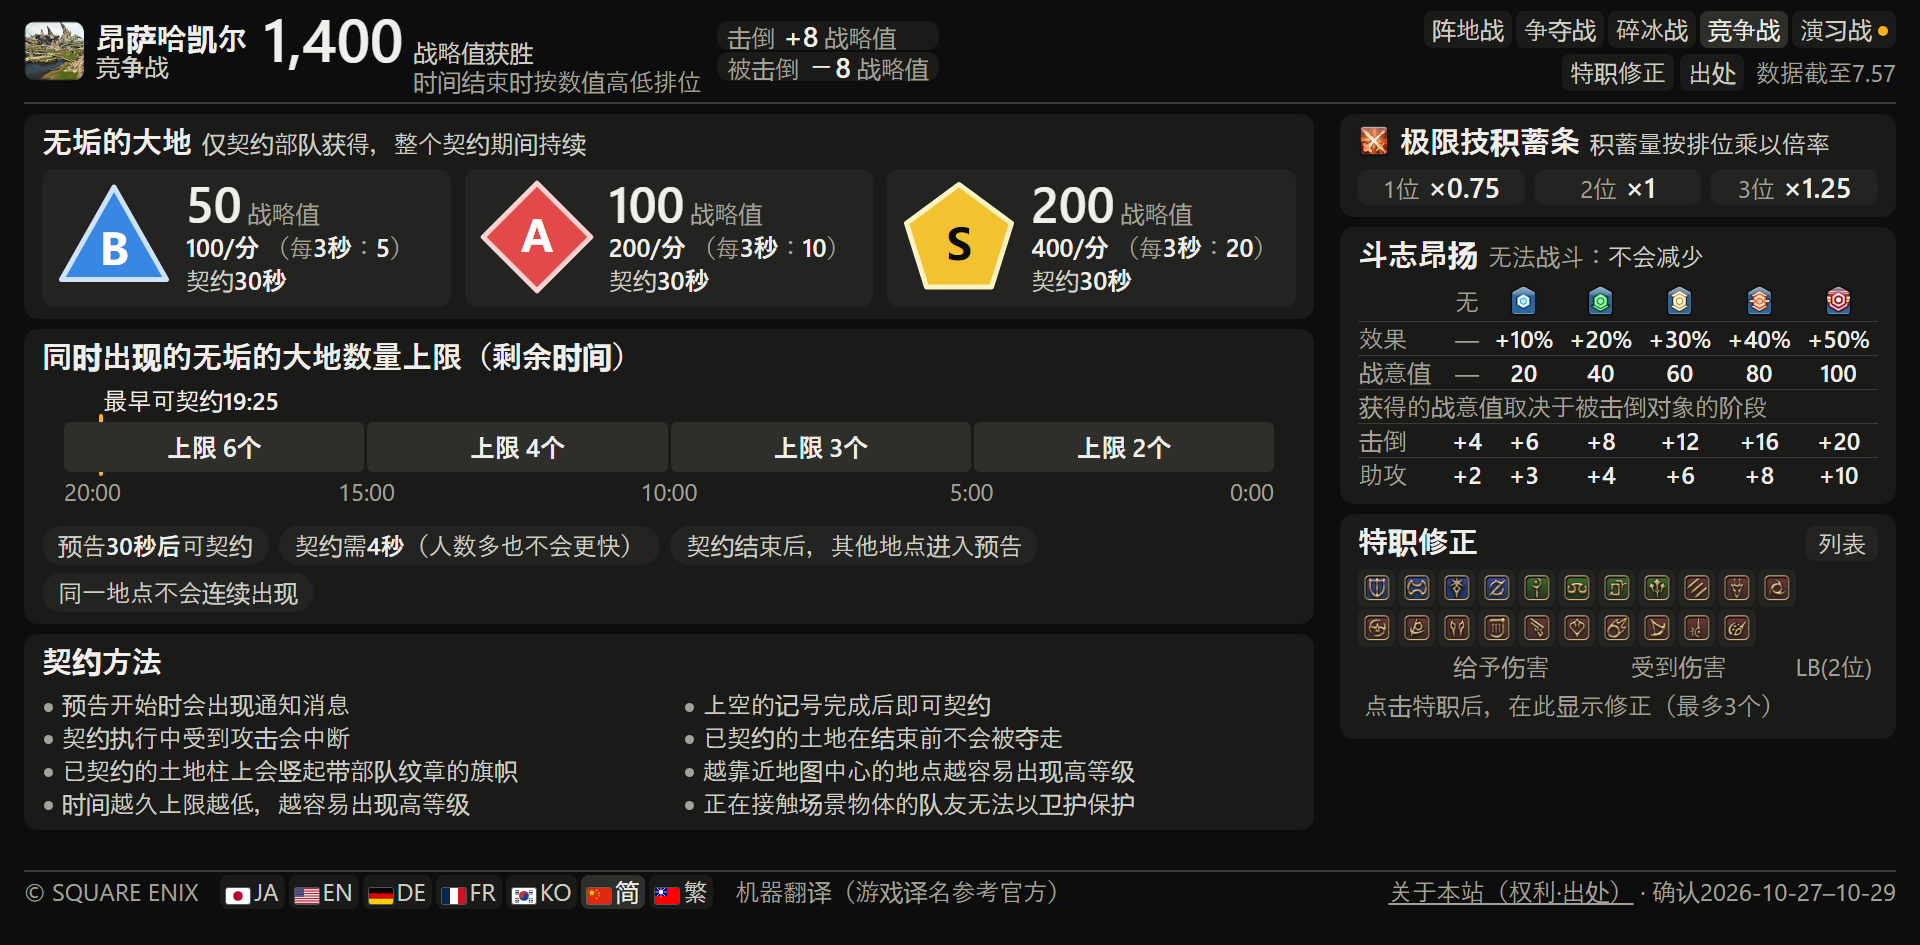 昂萨哈凯尔
竞争战
1,400 战略值获胜
时间结束时按数值高低排位
击倒 +8 战略值
被击倒 －8 战略值
阵地战 争夺战 碎冰战 竞争战 演习战
特职修正 出处 数据截至7.57
无垢的大地 仅契约部队获得，整个契约期间持续
B
50 战略值
100/分 （每3秒：5）
契约30秒
A
100 战略值
200/分 （每3秒：10）
契约30秒
S
200 战略值
400/分 （每3秒：20）
契约30秒
同时出现的无垢的大地数量上限（剩余时间）
最早可契约19:25
上限 6个 上限 4个 上限 3个 上限 2个
20:00 15:00 10:00 5:00 0:00
预告30秒后可契约 契约需4秒（人数多也不会更快） 契约结束后，其他地点进入预告
同一地点不会连续出现
契约方法
• 预告开始时会出现通知消息
• 契约执行中受到攻击会中断
• 已契约的土地柱上会竖起带部队纹章的旗帜
• 时间越久上限越低，越容易出现高等级
• 上空的记号完成后即可契约
• 已契约的土地在结束前不会被夺走
• 越靠近地图中心的地点越容易出现高等级
• 正在接触场景物体的队友无法以卫护保护
极限技积蓄条 积蓄量按排位乘以倍率
1位 ×0.75 2位 ×1 3位 ×1.25
斗志昂扬 无法战斗：不会减少
无
效果 — +10% +20% +30% +40% +50%
战意值 — 20 40 60 80 100
获得的战意值取决于被击倒对象的阶段
击倒 +4 +6 +8 +12 +16 +20
助攻 +2 +3 +4 +6 +8 +10
特职修正 列表
给予伤害 受到伤害 LB(2位)
点击特职后，在此显示修正（最多3个）
© SQUARE ENIX JA EN DE FR KO 简 繁 机器翻译（游戏译名参考官方）
关于本站（权利·出处） · 确认2026-10-27–10-29